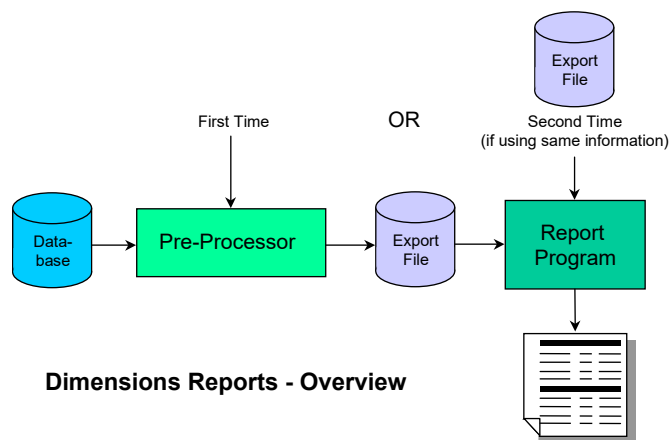 Export
File
First Time
OR
Second Time
(if using same information)
Data-
base
Pre-Processor
Export
File
Report
Program
Dimensions Reports - Overview